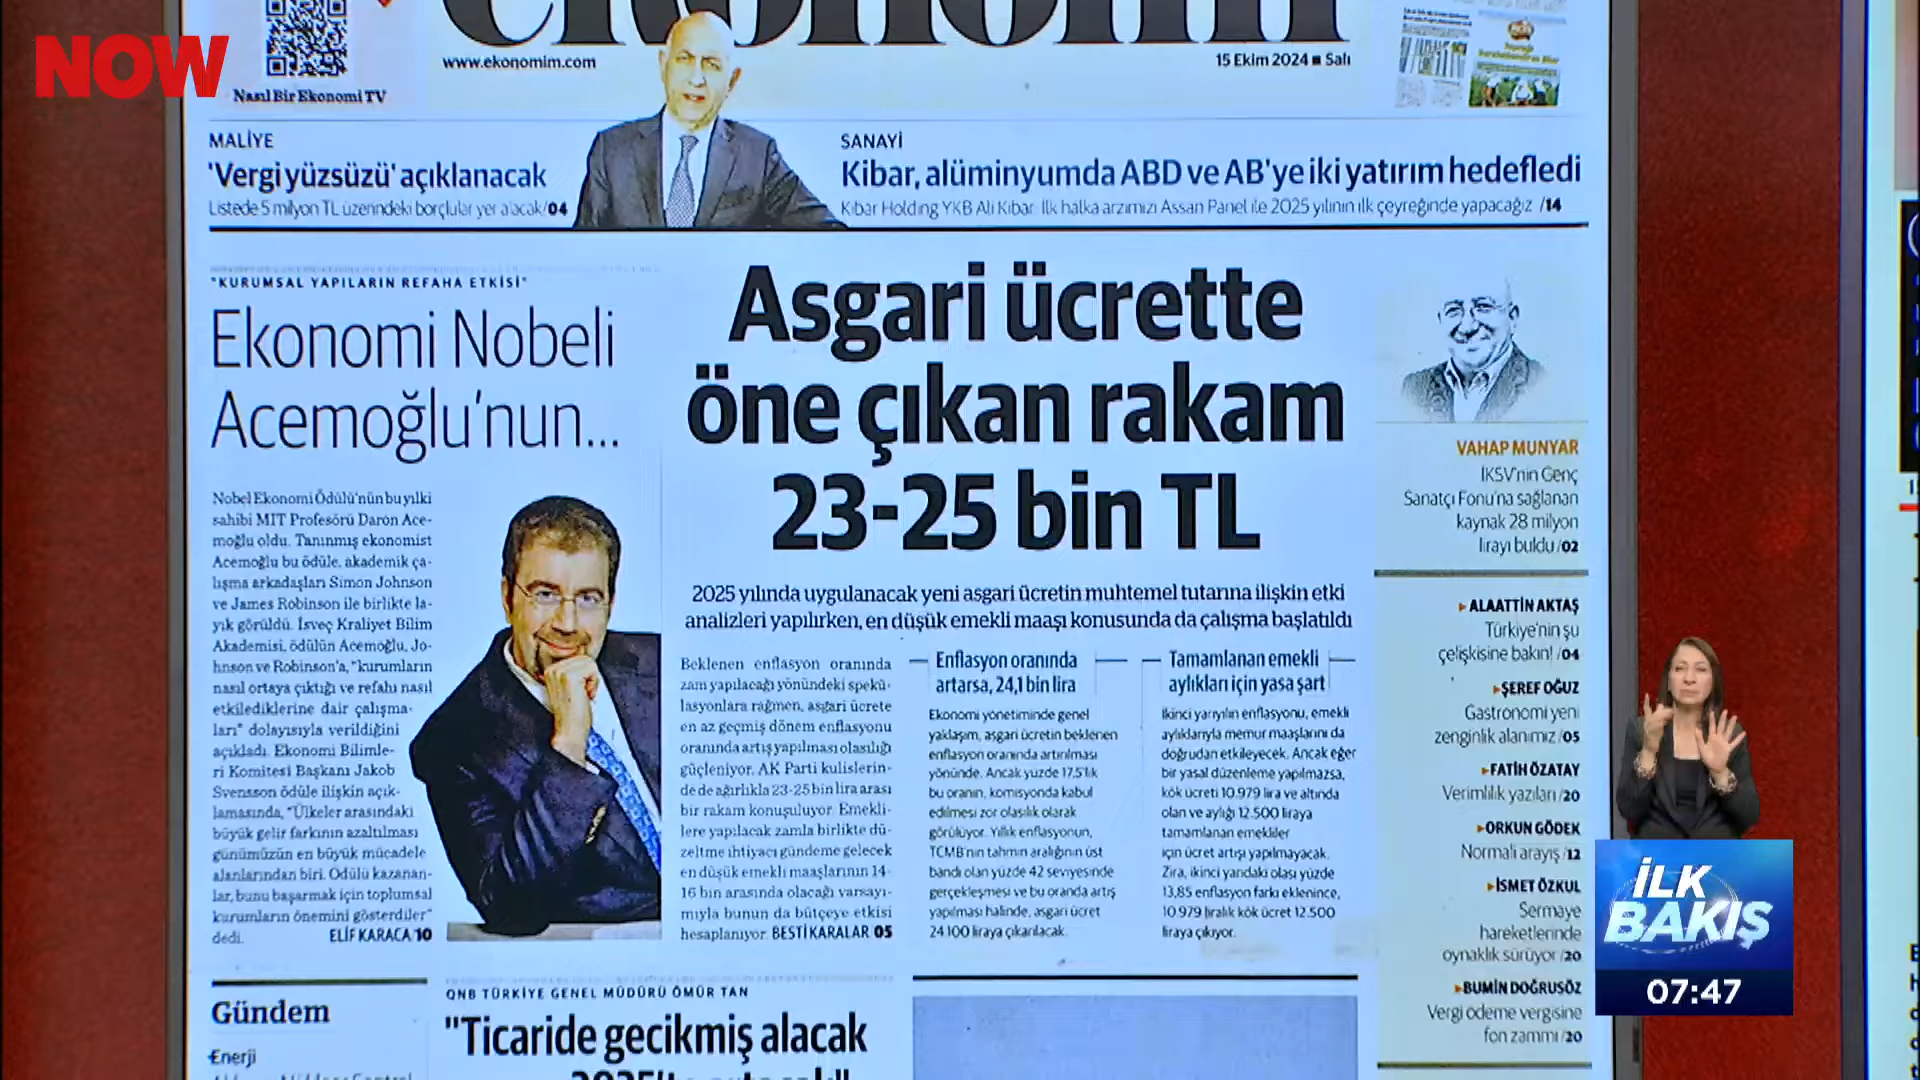 NOW
Nasıl Bir Ekonomi TV
ekonomi
www.ekonomim.com
15 Ekim 2024 ■ Salı
MALİYE
'Vergi yüzsüzü' açıklanacak
Listede 5 milyon TL üzerindeki borçlular yer alacak/04
SANAYİ
Kibar, alüminyumda ABD ve AB'ye iki yatırım hedefledi
Kibar Holding YKB Ali Kibar: İlk halka arzımızı Assan Panel ile 2025 yılının ilk çeyreğinde yapacağız /14
"KURUMSAL YAPILARIN REFAHA ETKİSİ"
Ekonomi Nobeli
Acemoğlu'nun...
Nobel Ekonomi Ödülü'nün bu yılki
sahibi MIT Profesörü Daron Ace-
moğlu oldu. Tanınmış ekonomist
Acemoğlu bu ödüle, akademik ça-
lışma arkadaşları Simon Johnson
ve James Robinson ile birlikte la-
yık görüldü. İsveç Kraliyet Bilim
Akademisi, ödülün Acemoğlu, Jo-
hnson ve Robinson'a, "kurumların
nasıl ortaya çıktığı ve refahı nasıl
etkilediklerine dair çalışma-
ları" dolayısıyla verildiğini
açıkladı. Ekonomi Bilimle-
ri Komitesi Başkanı Jakob
Svensson ödüle ilişkin açık-
lamasında, "Ülkeler arasındaki
büyük gelir farkının azaltılması
günümüzün en büyük mücadele
alanlarından biri. Ödülü kazanan-
lar, bunu başarmak için toplumsal
kurumların önemini gösterdiler"
dedi. ELİF KARACA/10
Asgari ücrette
öne çıkan rakam
23-25 bin TL
2025 yılında uygulanacak yeni asgari ücretin muhtemel tutarına ilişkin etki
analizleri yapılırken, en düşük emekli maaşı konusunda da çalışma başlatıldı
Beklenen enflasyon oranında
zam yapılacağı yönündeki spekü-
lasyonlara rağmen, asgari ücrete
en az geçmiş dönem enflasyonu
oranında artış yapılması olasılığı
güçleniyor. AK Parti kulislerin-
de de ağırlıkla 23-25 bin lira arası
bir rakam konuşuluyor. Emekli-
lere yapılacak zamla birlikte dü-
zeltme ihtiyacı gündeme gelecek
en düşük emekli maaşlarının 14-
16 bin arasında olacağı varsayı-
mıyla bunun da bütçeye etkisi
hesaplanıyor. BESTİ KARALAR 05
Enflasyon oranında
artarsa, 24,1 bin lira
Ekonomi yönetiminde genel
yaklaşım, asgari ücretin beklenen
enflasyon oranında artırılması
yönünde. Ancak yüzde 17,5'lik
bu oranın, komisyonda kabul
edilmesi zor olasılık olarak
görülüyor. Yıllık enflasyonun,
TCMB'nin tahmin aralığının üst
bandı olan yüzde 42 seviyesinde
gerçekleşmesi ve bu oranda artış
yapılması halinde, asgari ücret
24.100 liraya çıkarılacak.
Tamamlanan emekli
aylıkları için yasa şart
İkinci yarıyılın enflasyonu, emekli
aylıklarıyla memur maaşlarını da
doğrudan etkileyecek. Ancak eğer
bir yasal düzenleme yapılmazsa,
kök ücreti 10.979 lira ve altında
olan ve aylığı 12.500 liraya
tamamlanan emekliler
için ücret artışı yapılmayacak.
Zira, ikinci yarıdaki olası yüzde
13,85 enflasyon farkı eklenince,
10.979 liralık kök ücret 12.500
liraya çıkıyor.
VAHAP MUNYAR
İKSV'nin Genç
Sanatçı Fonu'na sağlanan
kaynak 28 milyon
lirayı buldu/02
▸ALAATTİN AKTAŞ
Türkiye'nin şu
çelişkisine bakın!/04
▸ŞEREF OĞUZ
Gastronomi yeni
zenginlik alanımız/05
▸FATİH ÖZATAY
Verimlilik yazıları/20
▸ORKUN GÖDEK
Normali arayış/12
▸İSMET ÖZKUL
Sermaye
hareketlerinde
oynaklık sürüyor/20
▸BUMİN DOĞRUSÖZ
Vergi ödeme vergisine
fon zammı/20
Gündem
Enerji
QNB TÜRKİYE GENEL MÜDÜRÜ ÖMÜR TAN
"Ticaride gecikmiş alacak
İLK
BAKIŞ
07:47